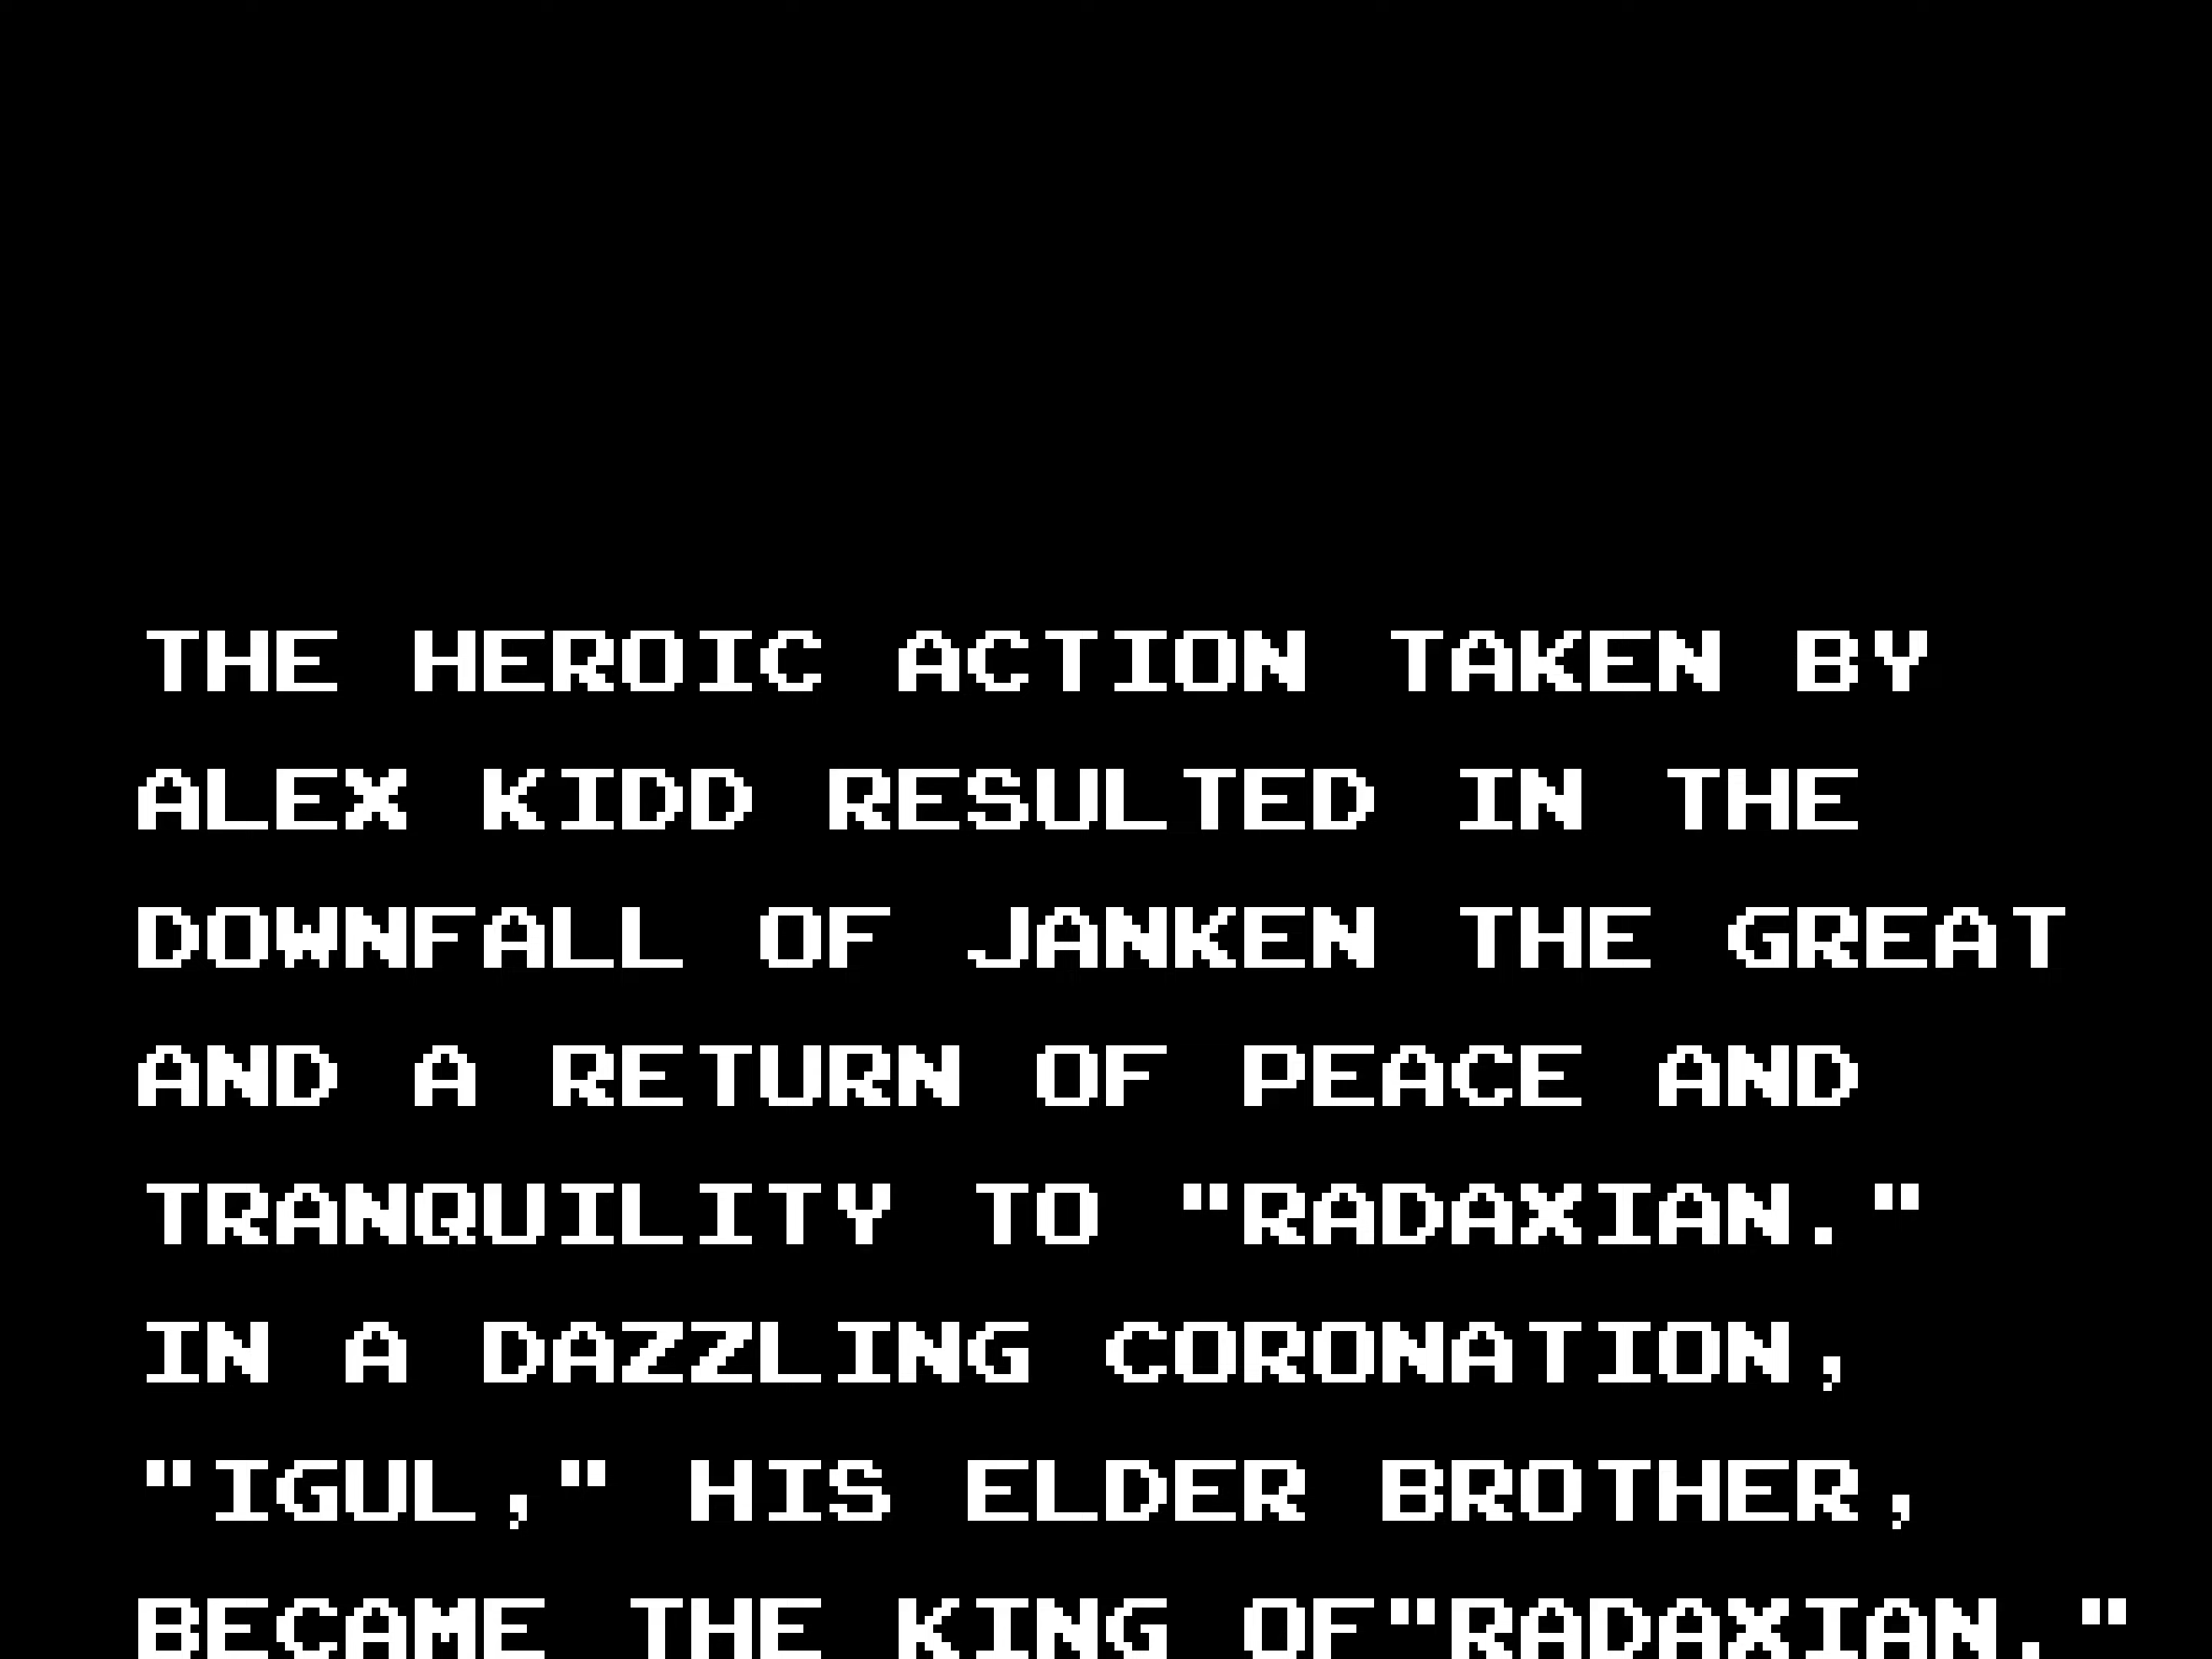 THE HEROIC ACTION TAKEN BY
ALEX KIDD RESULTED IN THE
DOWNFALL OF JANKEN THE GREAT
AND A RETURN OF PEACE AND
TRANQUILITY TO "RADAXIAN."
IN A DAZZLING CORONATION,
"IGUL," HIS ELDER BROTHER,
BECAME THE KING OF"RADAXIAN."